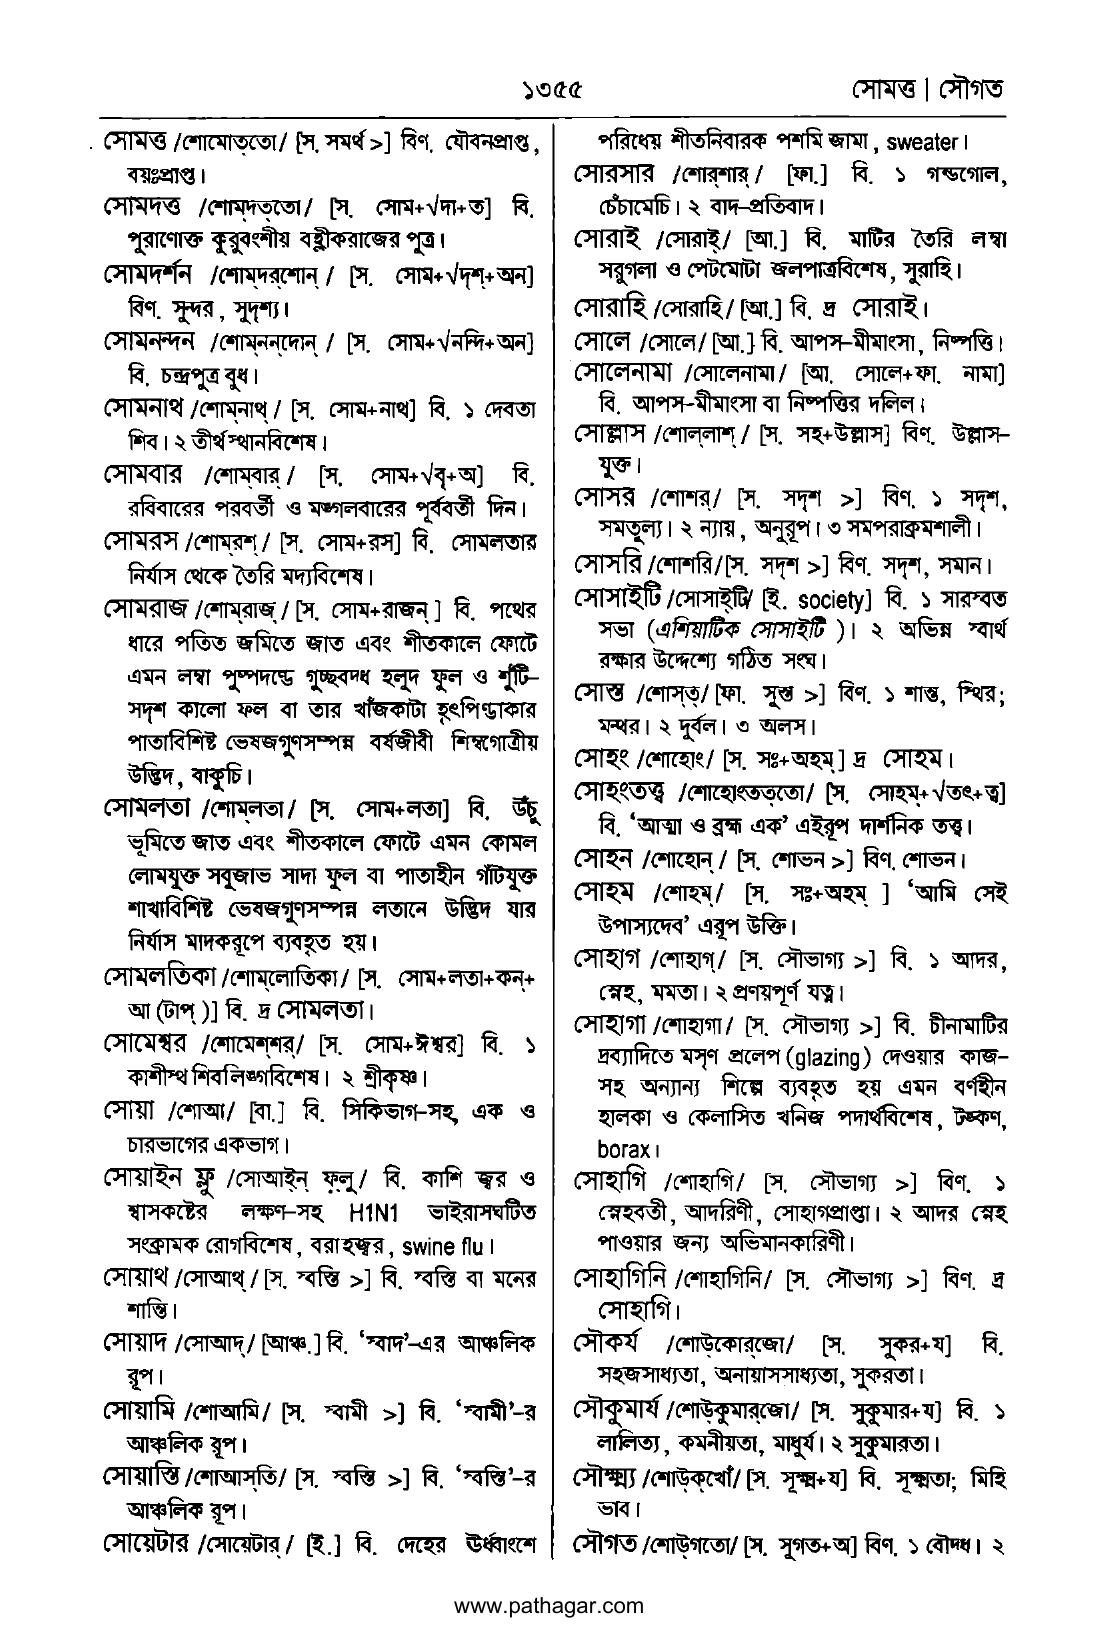 ১৩৫৫
সোমত্ত | সৌগত
সোমত্ত /শোমোত্‌তো/ [স. সমর্থ >] বিণ. যৌবনপ্রাপ্ত,
বয়ঃপ্রাপ্ত।
সোমদত্ত /শোম্‌দত্‌তো/ [স. সোম+√দা+ত] বি.
পুরাণোক্ত কুরুবংশীয় বহ্লীকরাজের পুত্র।
সোমদর্শন /শোম্‌দর্‌শোন্/ [স. সোম+√দৃশ্+অন]
বিণ. সুন্দর, সুদৃশ্য।
সোমনন্দন /শোম্‌নন্‌দোন্/ [স. সোম+√নন্দি+অন]
বি. চন্দ্রপুত্র বুধ।
সোমনাথ /শোম্‌নাথ্/ [স. সোম+নাথ] বি. ১ দেবতা
শিব। ২ তীর্থস্থানবিশেষ।
সোমবার /শোম্‌বার্/ [স. সোম+√বৃ+অ] বি.
রবিবারের পরবর্তী ও মঙ্গলবারের পূর্ববর্তী দিন।
সোমরস /শোম্‌রশ্/ [স. সোম+রস] বি. সোমলতার
নির্যাস থেকে তৈরি মদ্যবিশেষ।
সোমরাজ /শোম্‌রাজ্/ [স. সোম+রাজন্] বি. পথের
ধারে পতিত জমিতে জাত এবং শীতকালে ফোটে
এমন লম্বা পুষ্পদণ্ডে গুচ্ছবদ্ধ হলুদ ফুল ও শুঁটি-
সদৃশ কালো ফল বা তার খাঁজকাটা হৃৎপিণ্ডাকার
পাতাবিশিষ্ট ভেষজগুণসম্পন্ন বর্ষজীবী শিম্বগোত্রীয়
উদ্ভিদ, বাকুচি।
সোমলতা /শোম্‌লতা/ [স. সোম+লতা] বি. উঁচু
ভূমিতে জাত এবং শীতকালে ফোটে এমন কোমল
লোমযুক্ত সবুজাভ সাদা ফুল বা পাতাহীন গাঁটযুক্ত
শাখাবিশিষ্ট ভেষজগুণসম্পন্ন লতানে উদ্ভিদ যার
নির্যাস মাদকরূপে ব্যবহৃত হয়।
সোমলতিকা /শোম্‌লোতিকা/ [স. সোম+লতা+কন্+
আ (টাপ্)] বি. দ্র সোমলতা।
সোমেশ্বর /শোমেশ্‌শর্/ [স. সোম+ঈশ্বর] বি. ১
কাশীস্থ শিবলিঙ্গবিশেষ। ২ শ্রীকৃষ্ণ।
সোয়া /শোআ/ [বা.] বি. সিকিভাগ-সহ, এক ও
চারভাগের একভাগ।
সোয়াইন ফ্লু /সোআইন্ ফ্‌লু/ বি. কাশি জ্বর ও
শ্বাসকষ্টের লক্ষণ-সহ H1N1 ভাইরাসঘটিত
সংক্রামক রোগবিশেষ, বরাহজ্বর, swine flu।
সোয়াথ /সোআথ্/ [স. স্বস্তি >] বি. স্বস্তি বা মনের
শান্তি।
সোয়াদ /সোআদ্/ [আঞ্চ.] বি. ‘স্বাদ’-এর আঞ্চলিক
রূপ।
সোয়ামি /শোআমি/ [স. স্বামী >] বি. ‘স্বামী’-র
আঞ্চলিক রূপ।
সোয়াস্তি /শোআস্‌তি/ [স. স্বস্তি >] বি. ‘স্বস্তি’-র
আঞ্চলিক রূপ।
সোয়েটার /সোয়েটার্/ [ই.] বি. দেহের ঊর্ধ্বাংশে
পরিধেয় শীতনিবারক পশমি জামা, sweater।
সোরসার /শোর্‌শার্/ [ফা.] বি. ১ গণ্ডগোল,
চেঁচামেচি। ২ বাদ-প্রতিবাদ।
সোরাই /সোরাই্/ [আ.] বি. মাটির তৈরি লম্বা
সরুগলা ও পেটমোটা জলপাত্রবিশেষ, সুরাহি।
সোরাহি /সোরাহি/ [আ.] বি. দ্র সোরাই।
সোলে /সোলে/ [আ.] বি. আপস-মীমাংসা, নিষ্পত্তি।
সোলেনামা /সোলেনামা/ [আ. সোলে+ফা. নামা]
বি. আপস-মীমাংসা বা নিষ্পত্তির দলিল।
সোল্লাস /শোল্‌লাশ্/ [স. সহ+উল্লাস] বিণ. উল্লাস-
যুক্ত।
সোসর /শোশর্/ [স. সদৃশ >] বিণ. ১ সদৃশ,
সমতুল্য। ২ ন্যায়, অনুরূপ। ৩ সমপরাক্রমশালী।
সোসরি /শোশরি/ [স. সদৃশ >] বিণ. সদৃশ, সমান।
সোসাইটি /সোসাই্‌টি/ [ই. society] বি. ১ সারস্বত
সভা (এশিয়াটিক সোসাইটি)। ২ অভিন্ন স্বার্থ
রক্ষার উদ্দেশ্যে গঠিত সংঘ।
সোস্ত /শোস্‌ত্/ [ফা. সুস্ত >] বিণ. ১ শান্ত, স্থির;
মন্থর। ২ দুর্বল। ৩ অলস।
সোহং /শোহোং/ [স. সঃ+অহম্] দ্র সোহম।
সোহংতত্ত্ব /শোহোংতত্‌তো/ [স. সোহম্+√তৎ+ত্ব]
বি. ‘আত্মা ও ব্রহ্ম এক’ এইরূপ দার্শনিক তত্ত্ব।
সোহন /শোহোন্/ [স. শোভন >] বিণ. শোভন।
সোহম /শোহম্/ [স. সঃ+অহম্] ‘আমি সেই
উপাস্যদেব’ এরূপ উক্তি।
সোহাগ /শোহাগ্/ [স. সৌভাগ্য >] বি. ১ আদর,
স্নেহ, মমতা। ২ প্রণয়পূর্ণ যত্ন।
সোহাগা /শোহাগা/ [স. সৌভাগ্য >] বি. চীনামাটির
দ্রব্যাদিতে মসৃণ প্রলেপ (glazing) দেওয়ার কাজ-
সহ অন্যান্য শিল্পে ব্যবহৃত হয় এমন বর্ণহীন
হালকা ও কেলাসিত খনিজ পদার্থবিশেষ, টঙ্কণ,
borax।
সোহাগি /শোহাগি/ [স. সৌভাগ্য >] বিণ. ১
স্নেহবতী, আদরিণী, সোহাগপ্রাপ্তা। ২ আদর স্নেহ
পাওয়ার জন্য অভিমানকারিণী।
সোহাগিনি /শোহাগিনি/ [স. সৌভাগ্য >] বিণ. দ্র
সোহাগি।
সৌকর্য /শোউ্‌কোর্‌জো/ [স. সুকর+য] বি.
সহজসাধ্যতা, অনায়াসসাধ্যতা, সুকরতা।
সৌকুমার্য /শোউ্‌কুমার্‌জো/ [স. সুকুমার+য] বি. ১
লালিত্য, কমনীয়তা, মাধুর্য। ২ সুকুমারতা।
সৌক্ষ্ম্য /শোউ্‌ক্‌খোঁ/ [স. সূক্ষ্ম+য] বি. সূক্ষ্মতা; মিহি
ভাব।
সৌগত /শোউ্‌গতো/ [স. সুগত+অ] বিণ. ১ বৌদ্ধ। ২
www.pathagar.com